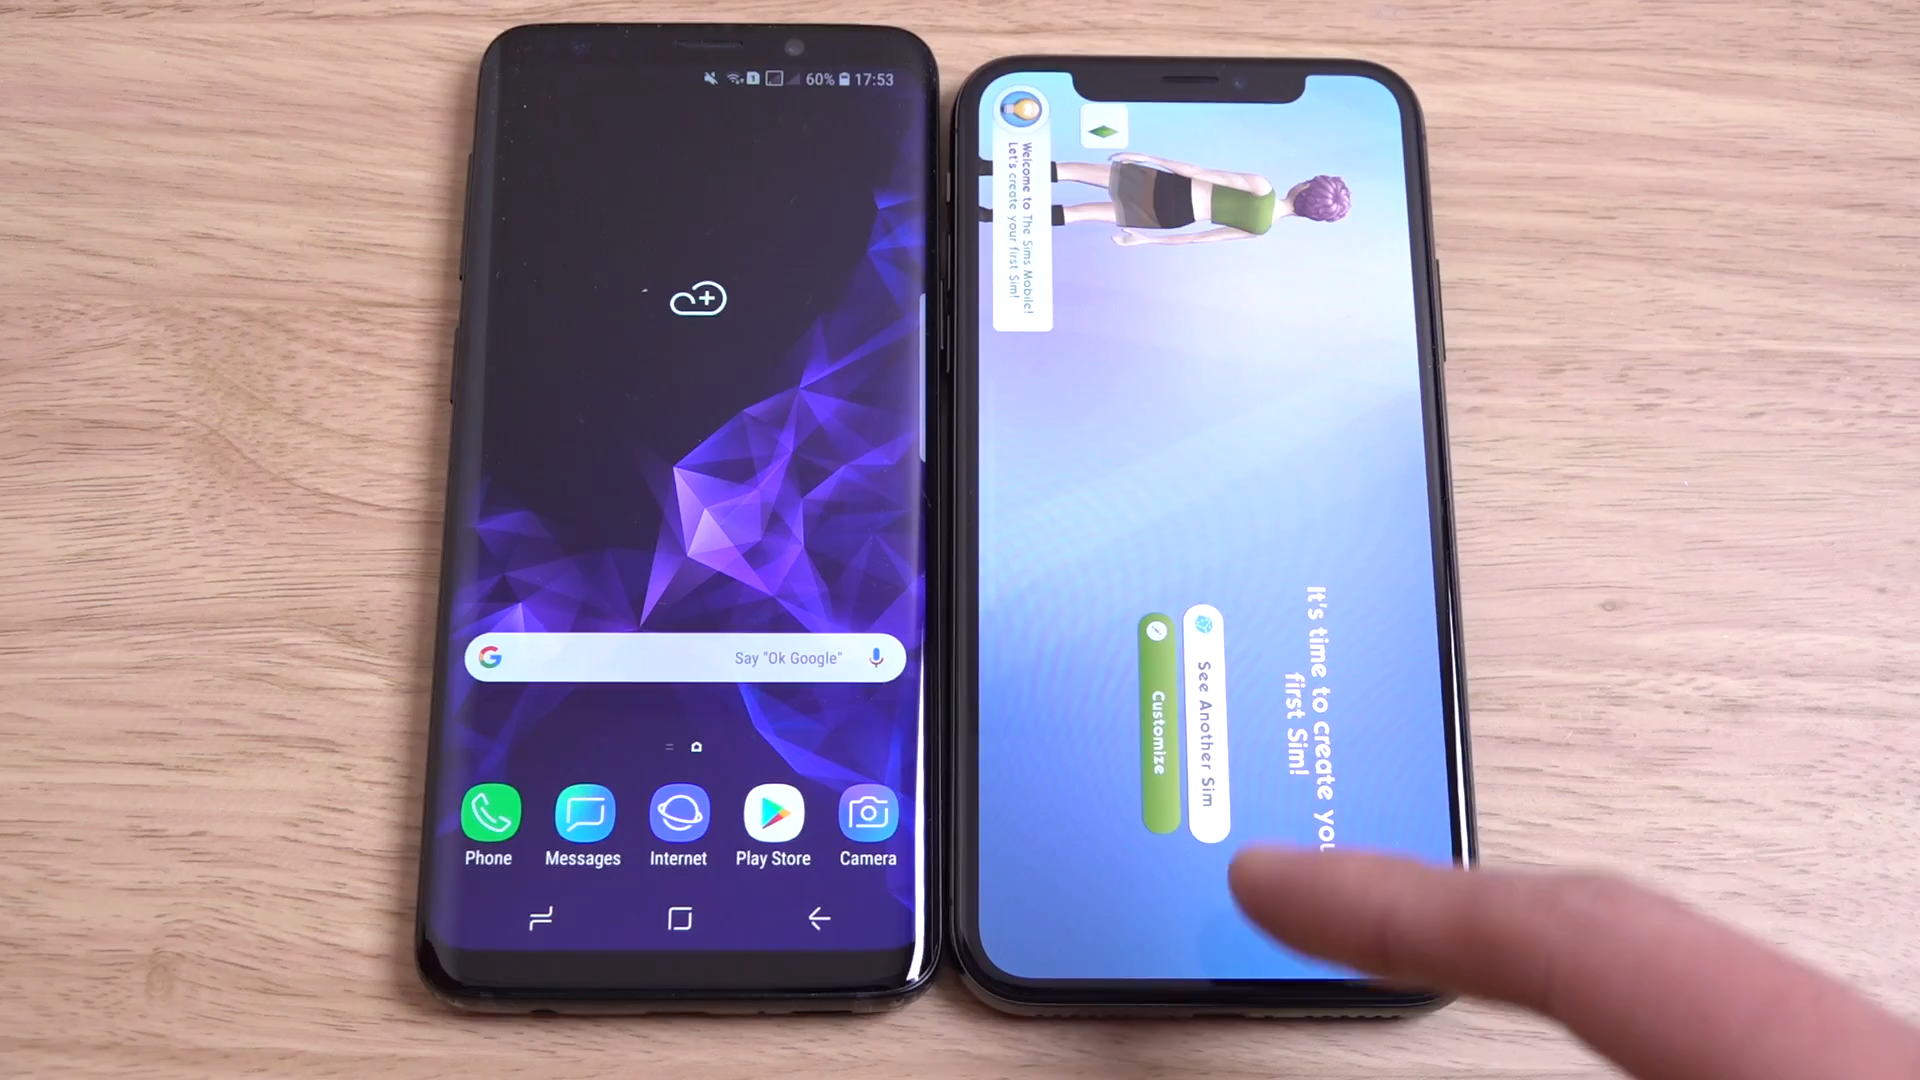 60% 17:53
Say "Ok Google"
Phone
Messages
Internet
Play Store
Camera
Welcome to The Sims Mobile!
Let's create your first Sim!
It's time to create you
first Sim!
See Another Sim
Customize